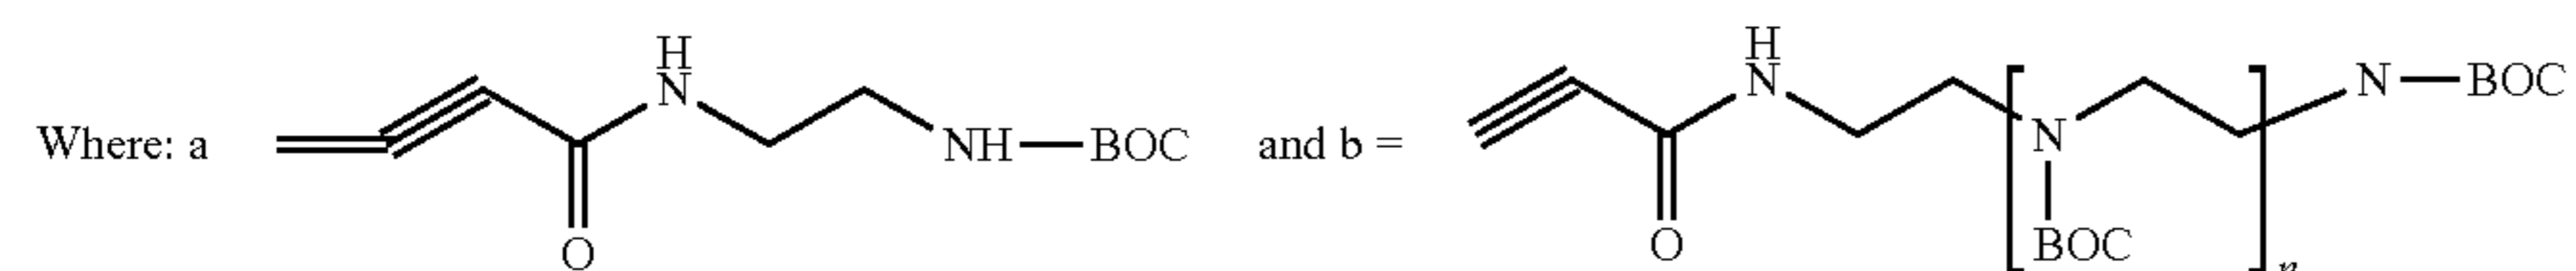 Where: a
H
N
NH—BOC
O
and b =
H
N
N
BOC
n
N—BOC
O